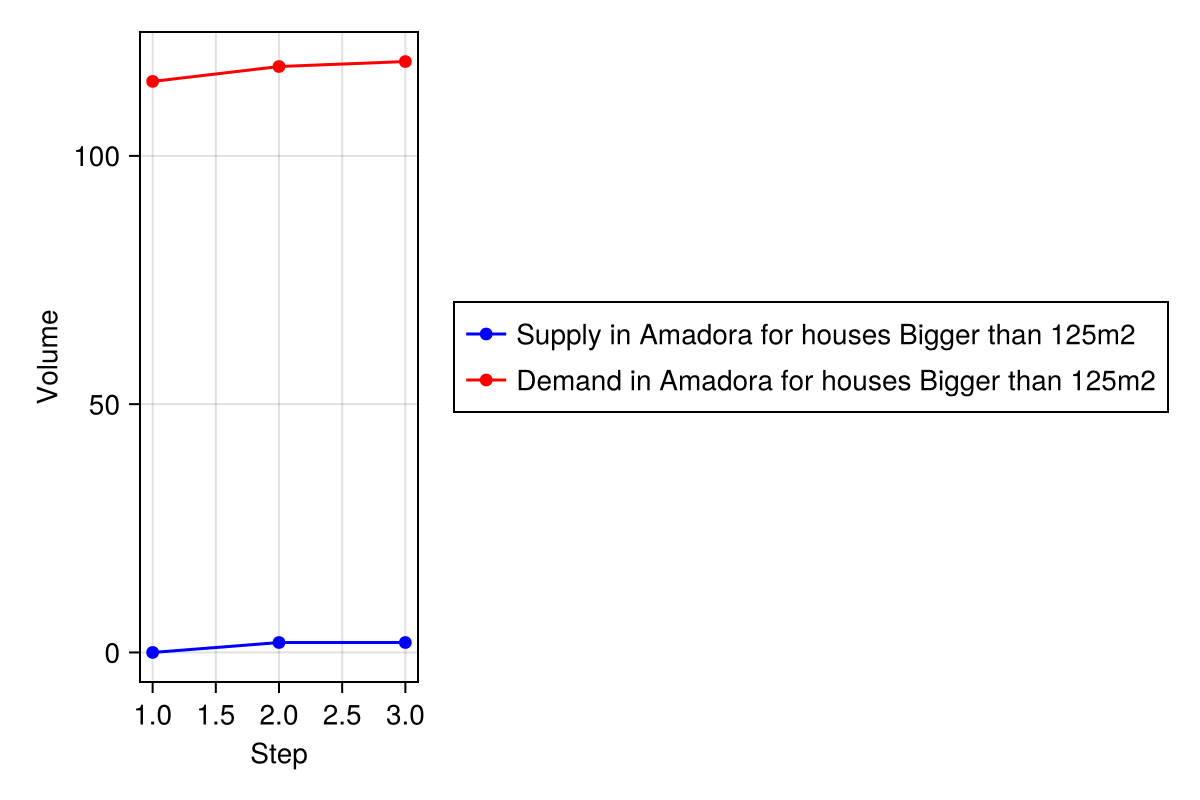 100
50
0
Volume
1.0 1.5 2.0 2.5 3.0
Step
Supply in Amadora for houses Bigger than 125m2
Demand in Amadora for houses Bigger than 125m2